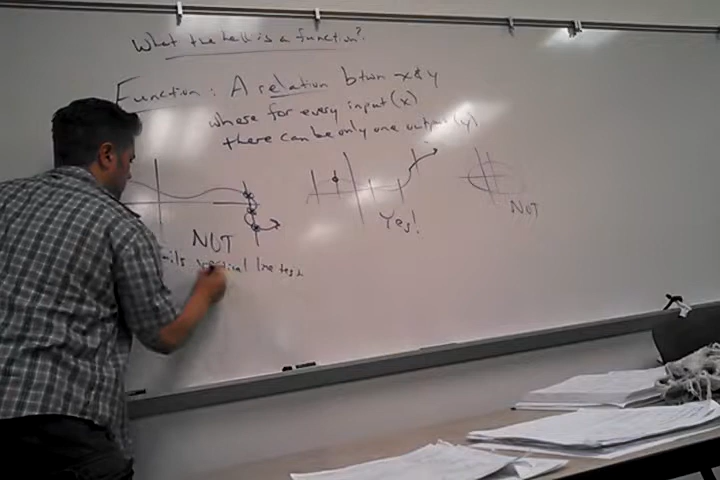 What the hell is a function?
Function: A relation btwn x & y
where for every input (x)
there can be only one output (y)
NOT
Yes!
NOT
vertical line test